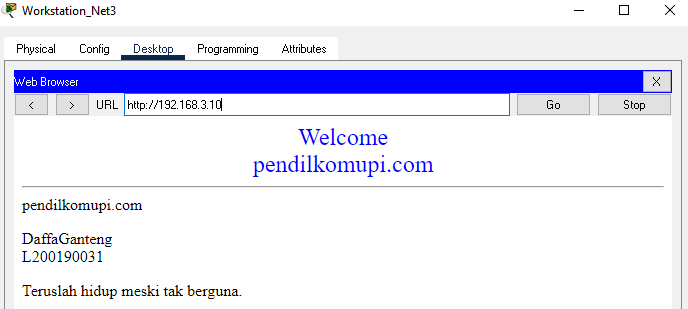 Workstation_Net3
Physical Config Desktop Programming Attributes
Web Browser X
< > URL http://192.168.3.10 Go Stop
Welcome
pendilkomupi.com
pendilkomupi.com
DaffaGanteng
L200190031
Teruslah hidup meski tak berguna.